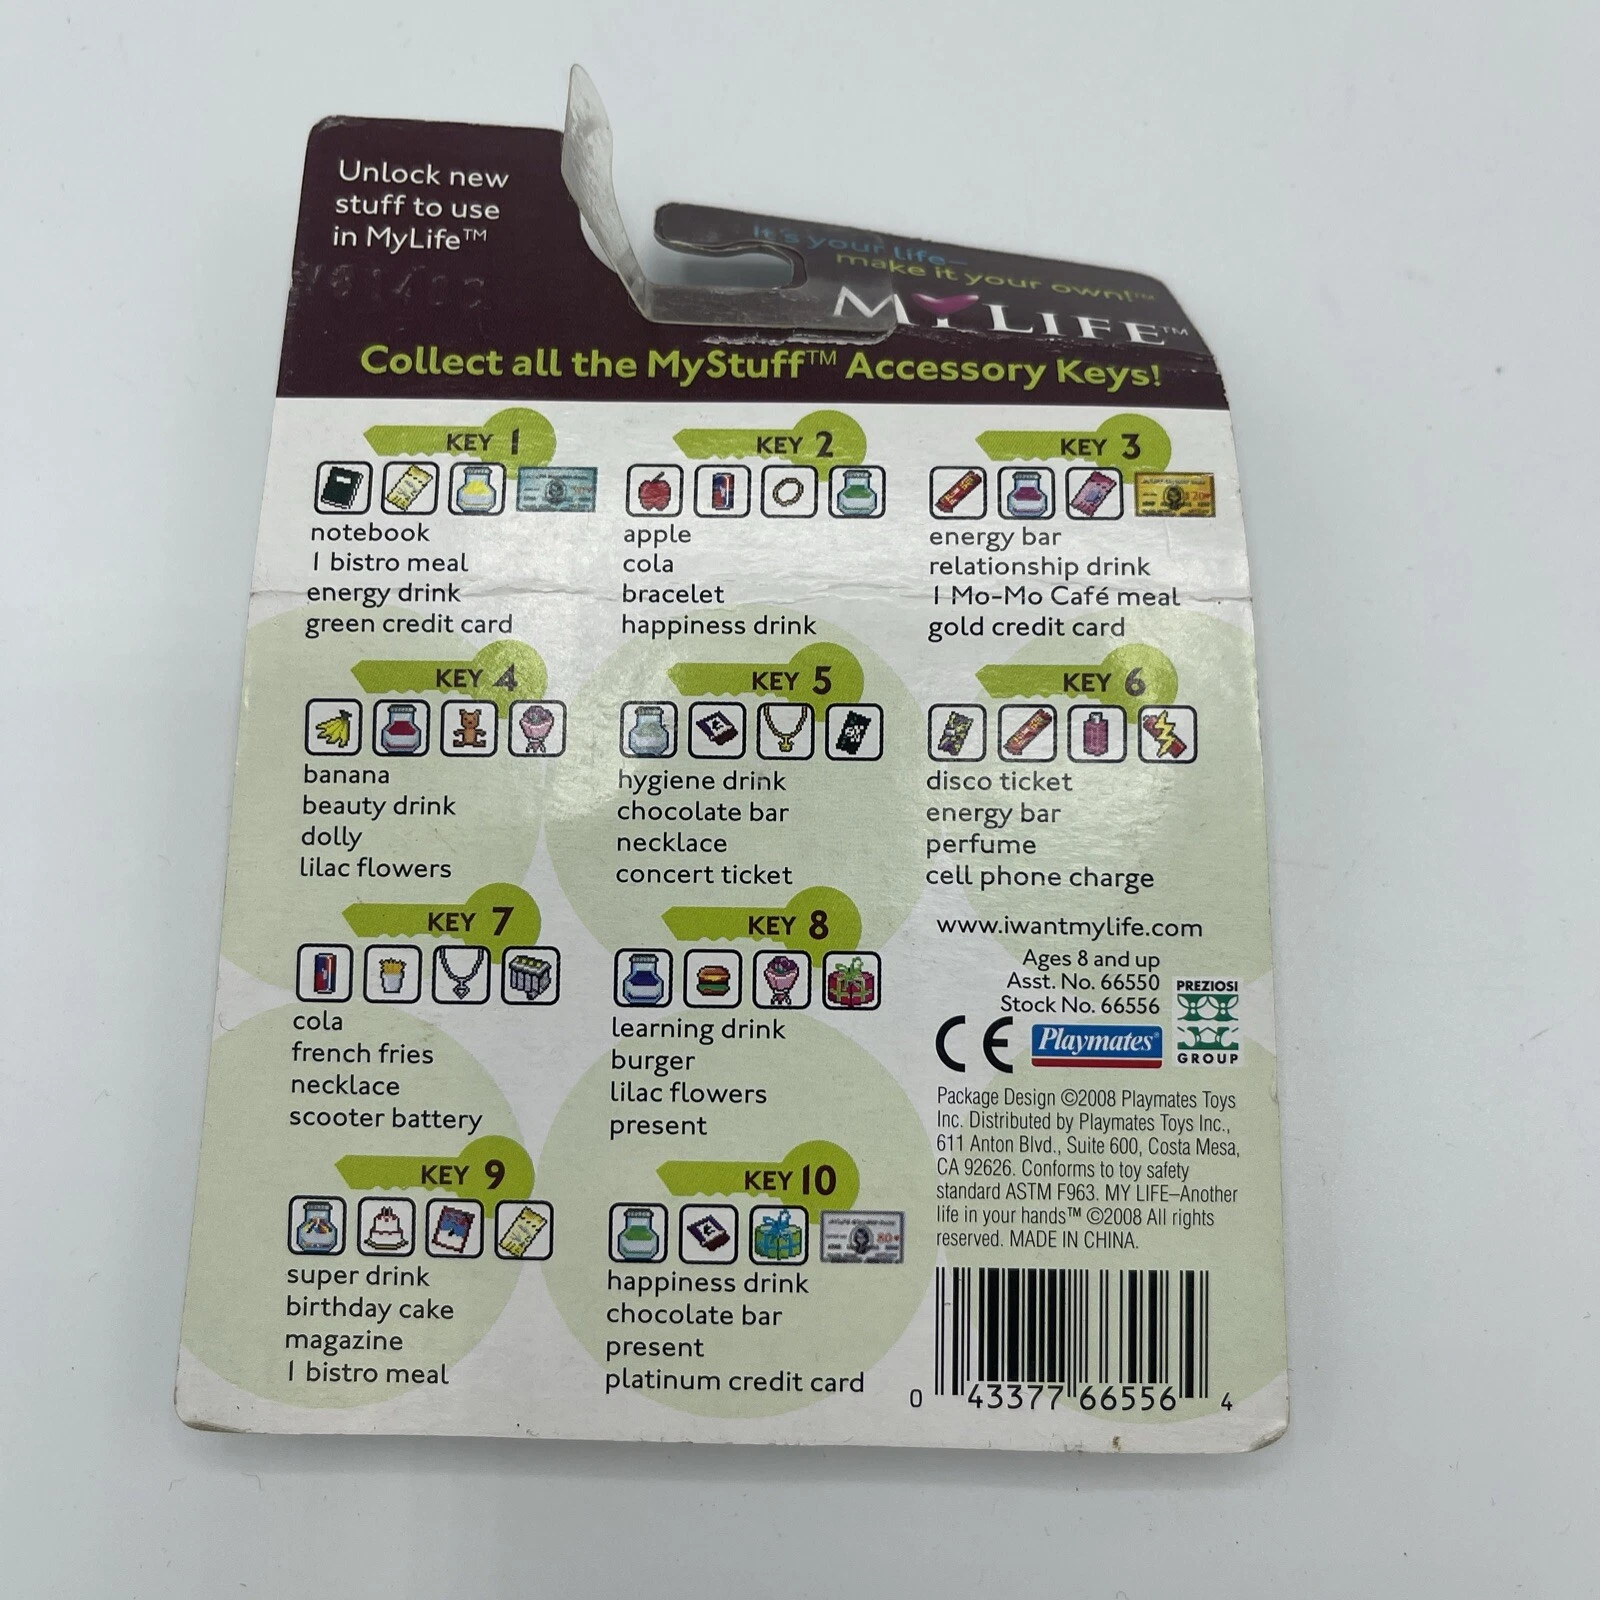 Unlock new
stuff to use
in MyLife™
It's your life–
make it your own!™
MY LIFE™
Collect all the MyStuff™ Accessory Keys!
KEY 1
notebook
1 bistro meal
energy drink
green credit card
KEY 2
apple
cola
bracelet
happiness drink
KEY 3
energy bar
relationship drink
1 Mo-Mo Café meal
gold credit card
KEY 4
banana
beauty drink
dolly
lilac flowers
KEY 5
hygiene drink
chocolate bar
necklace
concert ticket
KEY 6
disco ticket
energy bar
perfume
cell phone charge
KEY 7
cola
french fries
necklace
scooter battery
KEY 8
learning drink
burger
lilac flowers
present
KEY 9
super drink
birthday cake
magazine
1 bistro meal
KEY 10
happiness drink
chocolate bar
present
platinum credit card
www.iwantmylife.com
Ages 8 and up
Asst. No. 66550
Stock No. 66556
CE
Playmates®
PREZIOSI
GROUP
Package Design ©2008 Playmates Toys
Inc. Distributed by Playmates Toys Inc.,
611 Anton Blvd., Suite 600, Costa Mesa,
CA 92626. Conforms to toy safety
standard ASTM F963. MY LIFE–Another
life in your hands™ ©2008 All rights
reserved. MADE IN CHINA.
0 43377 66556 4